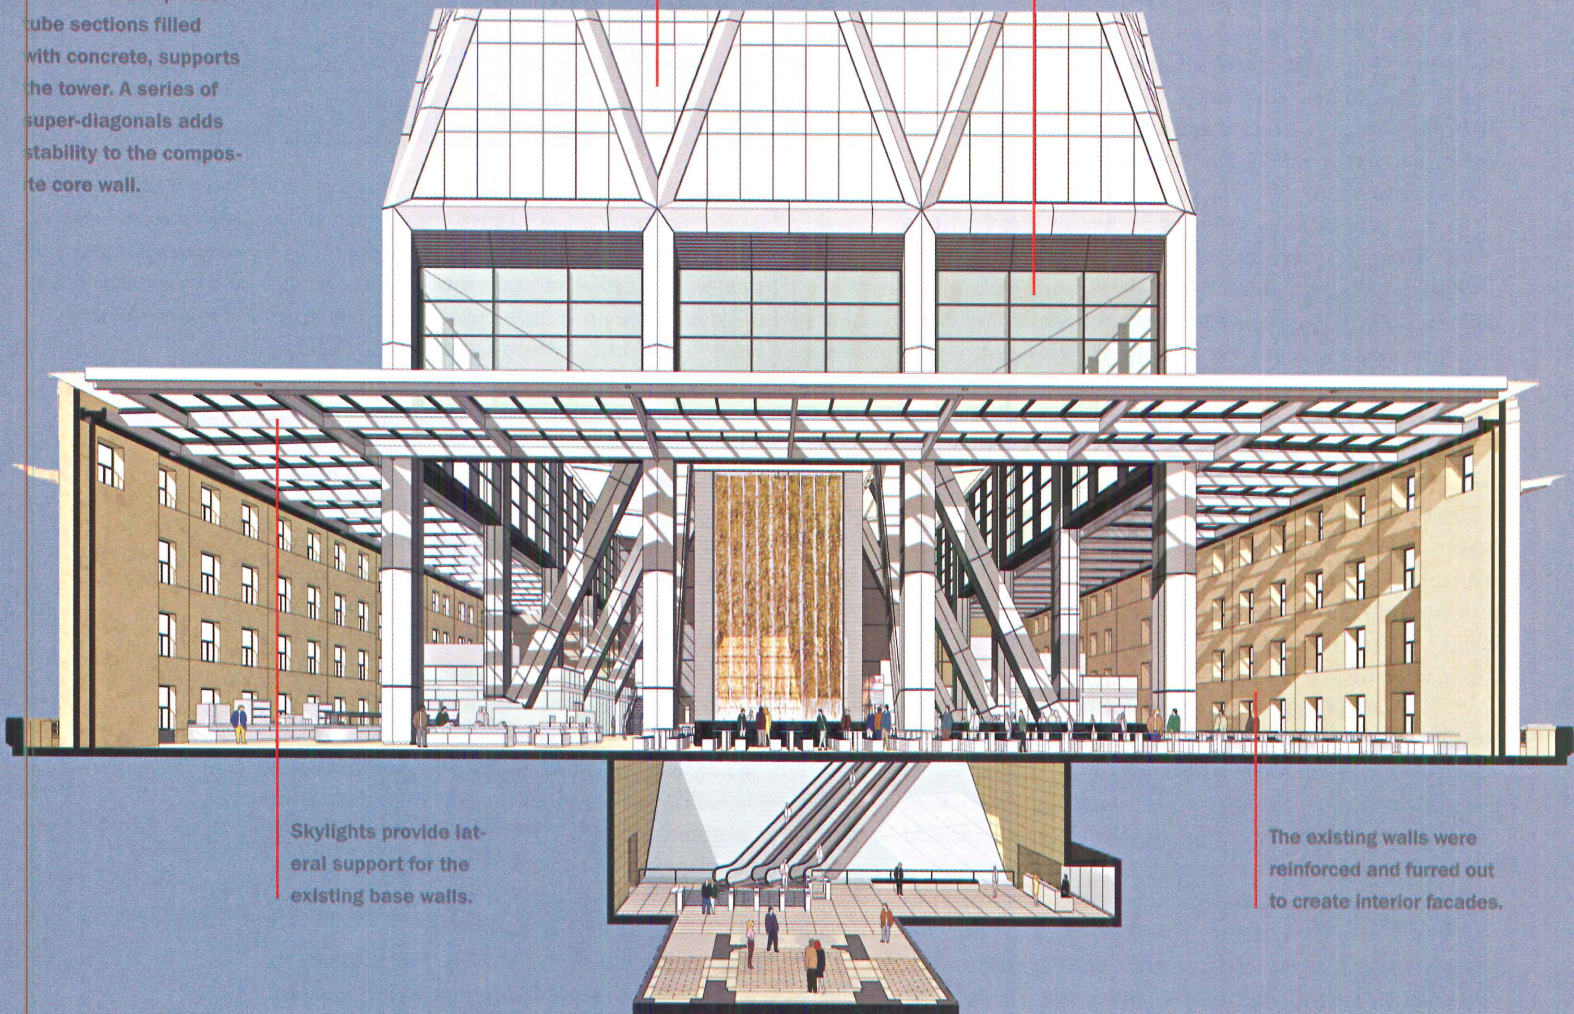 tube sections filled
with concrete, supports
the tower. A series of
super-diagonals adds
stability to the compos-
ite core wall.
Skylights provide lat-
eral support for the
existing base walls.
The existing walls were
reinforced and furred out
to create interior facades.